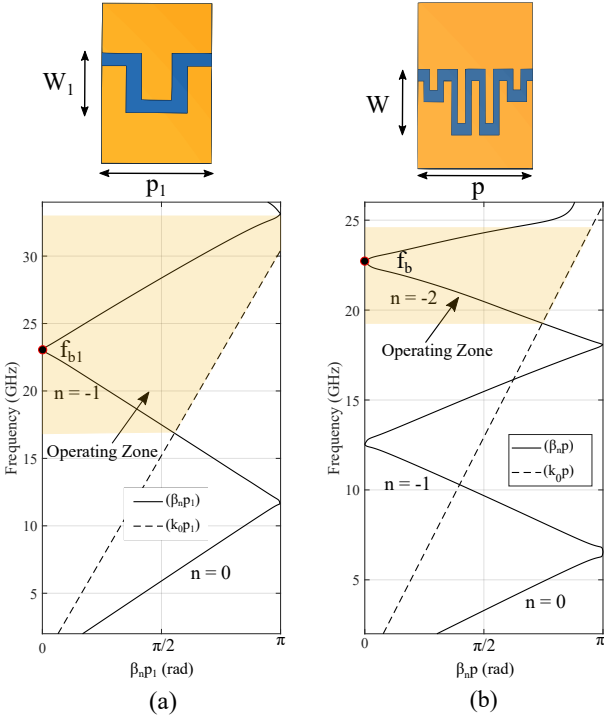 W₁
p₁
W
p
Frequency (GHz)
30
25
20
15
10
5
0
π/2
π
βₙp₁ (rad)
f_b1
n = -1
Operating Zone
(βₙp₁)
(k₀p₁)
n = 0
(a)
Frequency (GHz)
25
20
15
10
5
0
π/2
π
βₙp (rad)
f_b
n = -2
Operating Zone
(βₙp)
(k₀p)
n = -1
n = 0
(b)